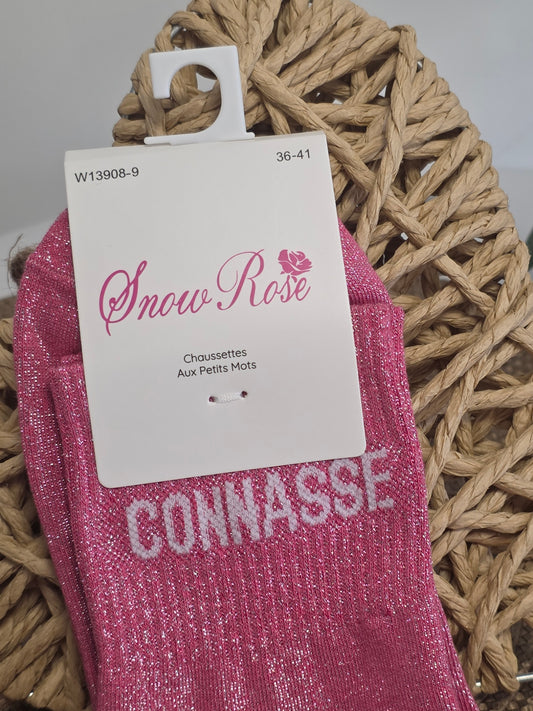 W13908-9 36-41
Snow Rose
Chaussettes
Aux Petits Mots
CONNASSE